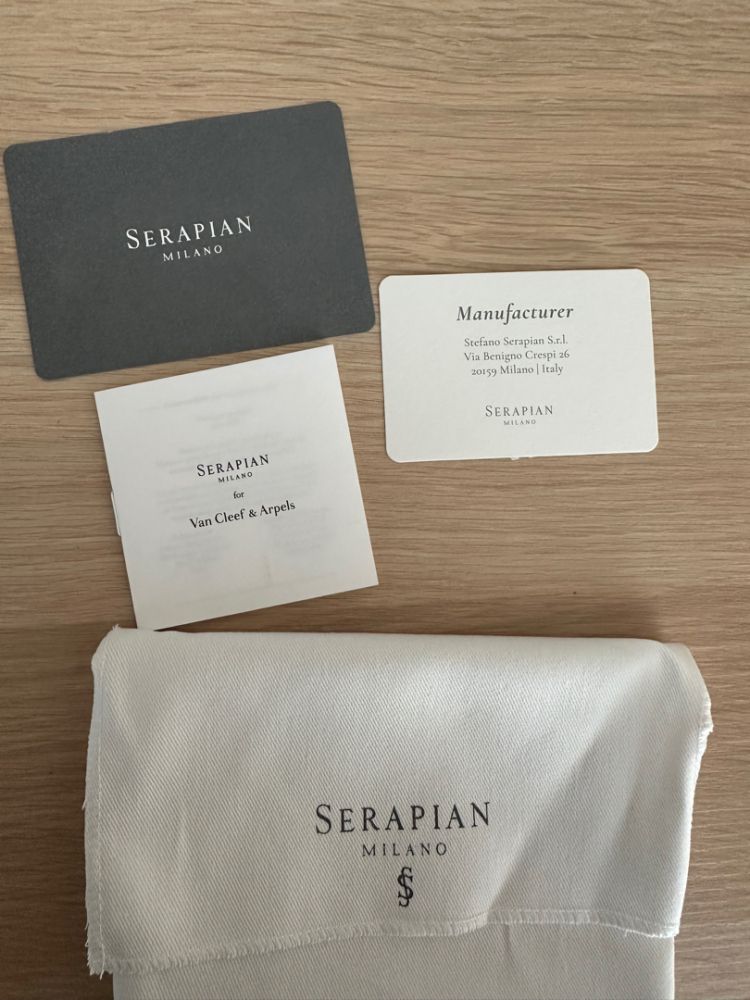 SERAPIAN
MILANO
Manufacturer
Stefano Serapian S.r.l.
Via Benigno Crespi 26
20159 Milano | Italy
SERAPIAN
MILANO
SERAPIAN
MILANO
for
Van Cleef & Arpels
SERAPIAN
MILANO